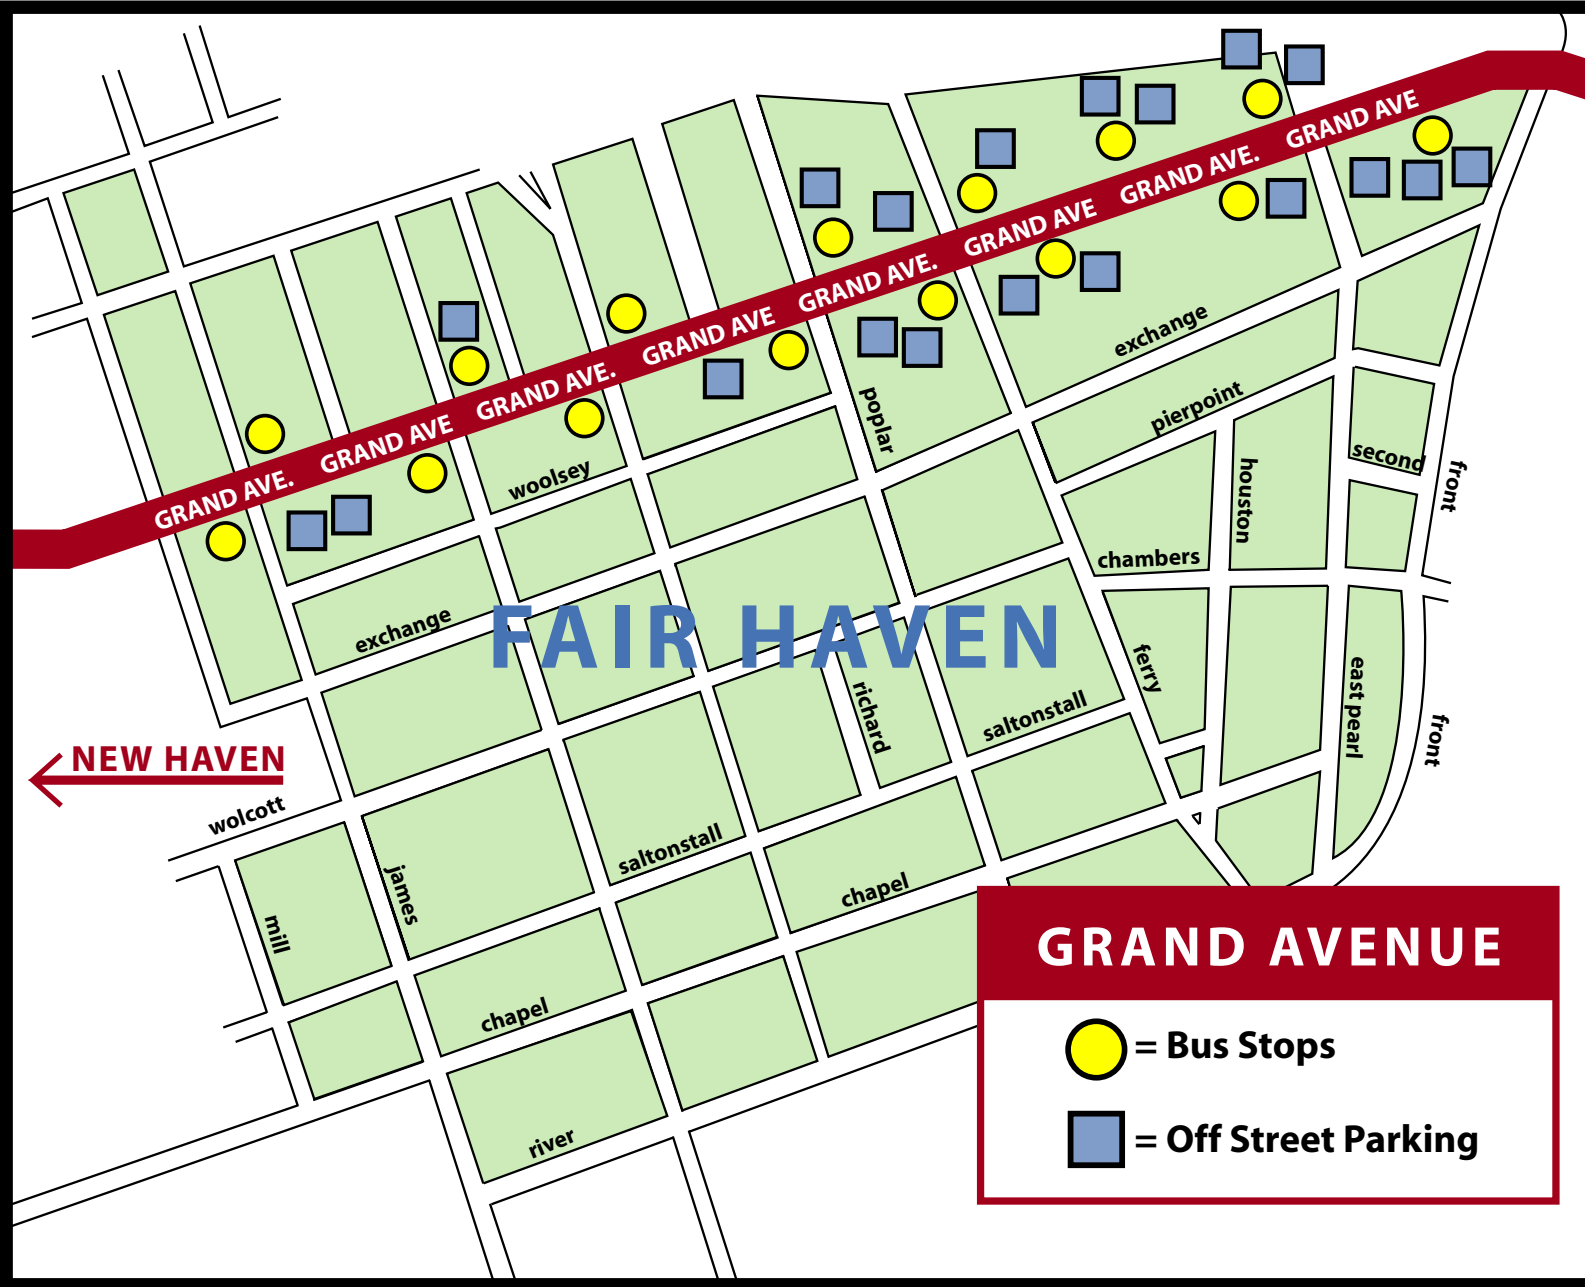 GRAND AVE.
GRAND AVE
GRAND AVE.
GRAND AVE
GRAND AVE.
GRAND AVE
GRAND AVE.
GRAND AVE
exchange
pierpoint
poplar
second
front
houston
woolsey
chambers
exchange
FAIR HAVEN
ferry
east pearl
richard
saltonstall
front
NEW HAVEN
wolcott
saltonstall
james
chapel
mill
chapel
river
GRAND AVENUE
= Bus Stops
= Off Street Parking